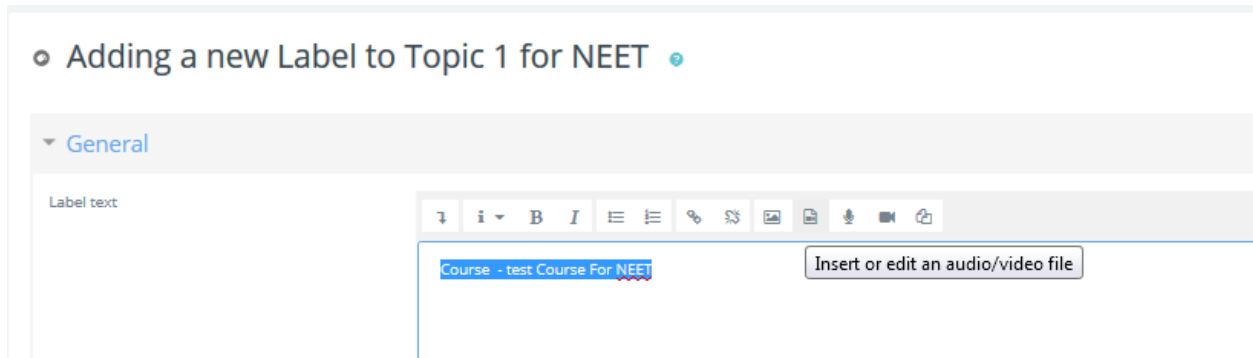 Adding a new Label to Topic 1 for NEET
General
Label text
i B I
Insert or edit an audio/video file
Course - test Course For NEET